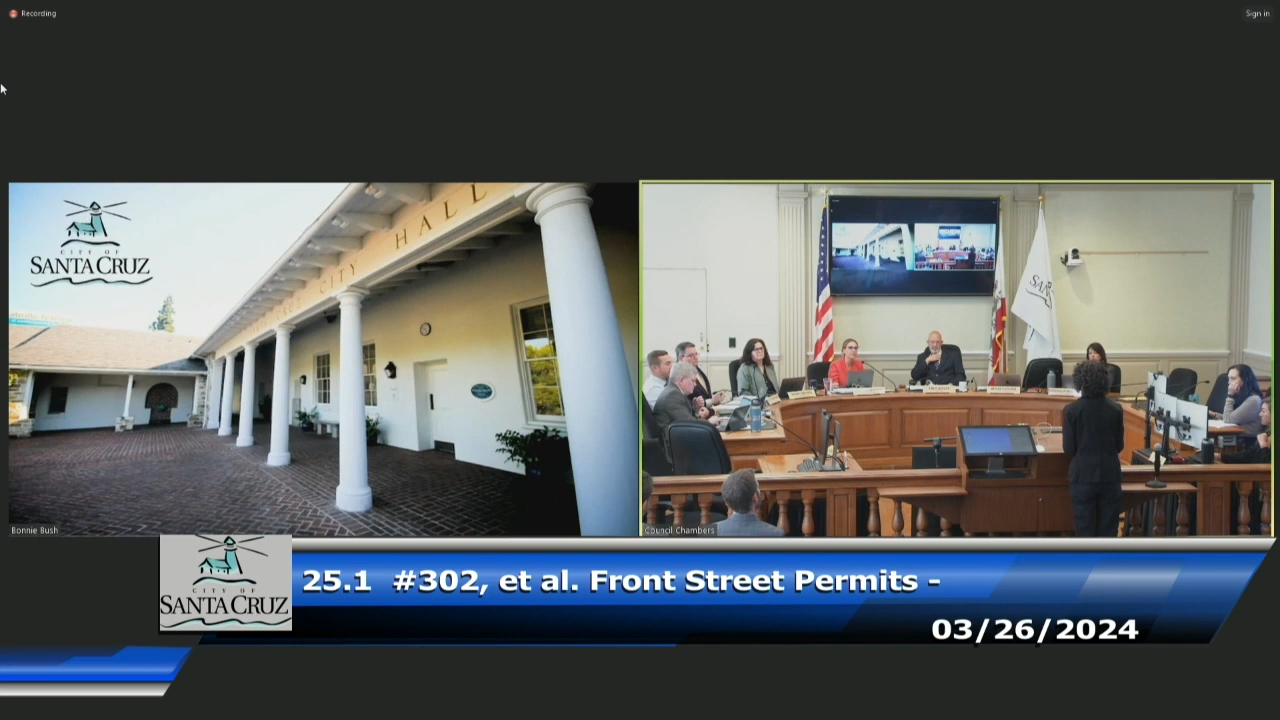 Recording
Sign in
CITY OF
SANTA CRUZ
CITY HALL
Bonnie Bush
Council Chambers
CITY OF
SANTA CRUZ
25.1 #302, et al. Front Street Permits -
03/26/2024